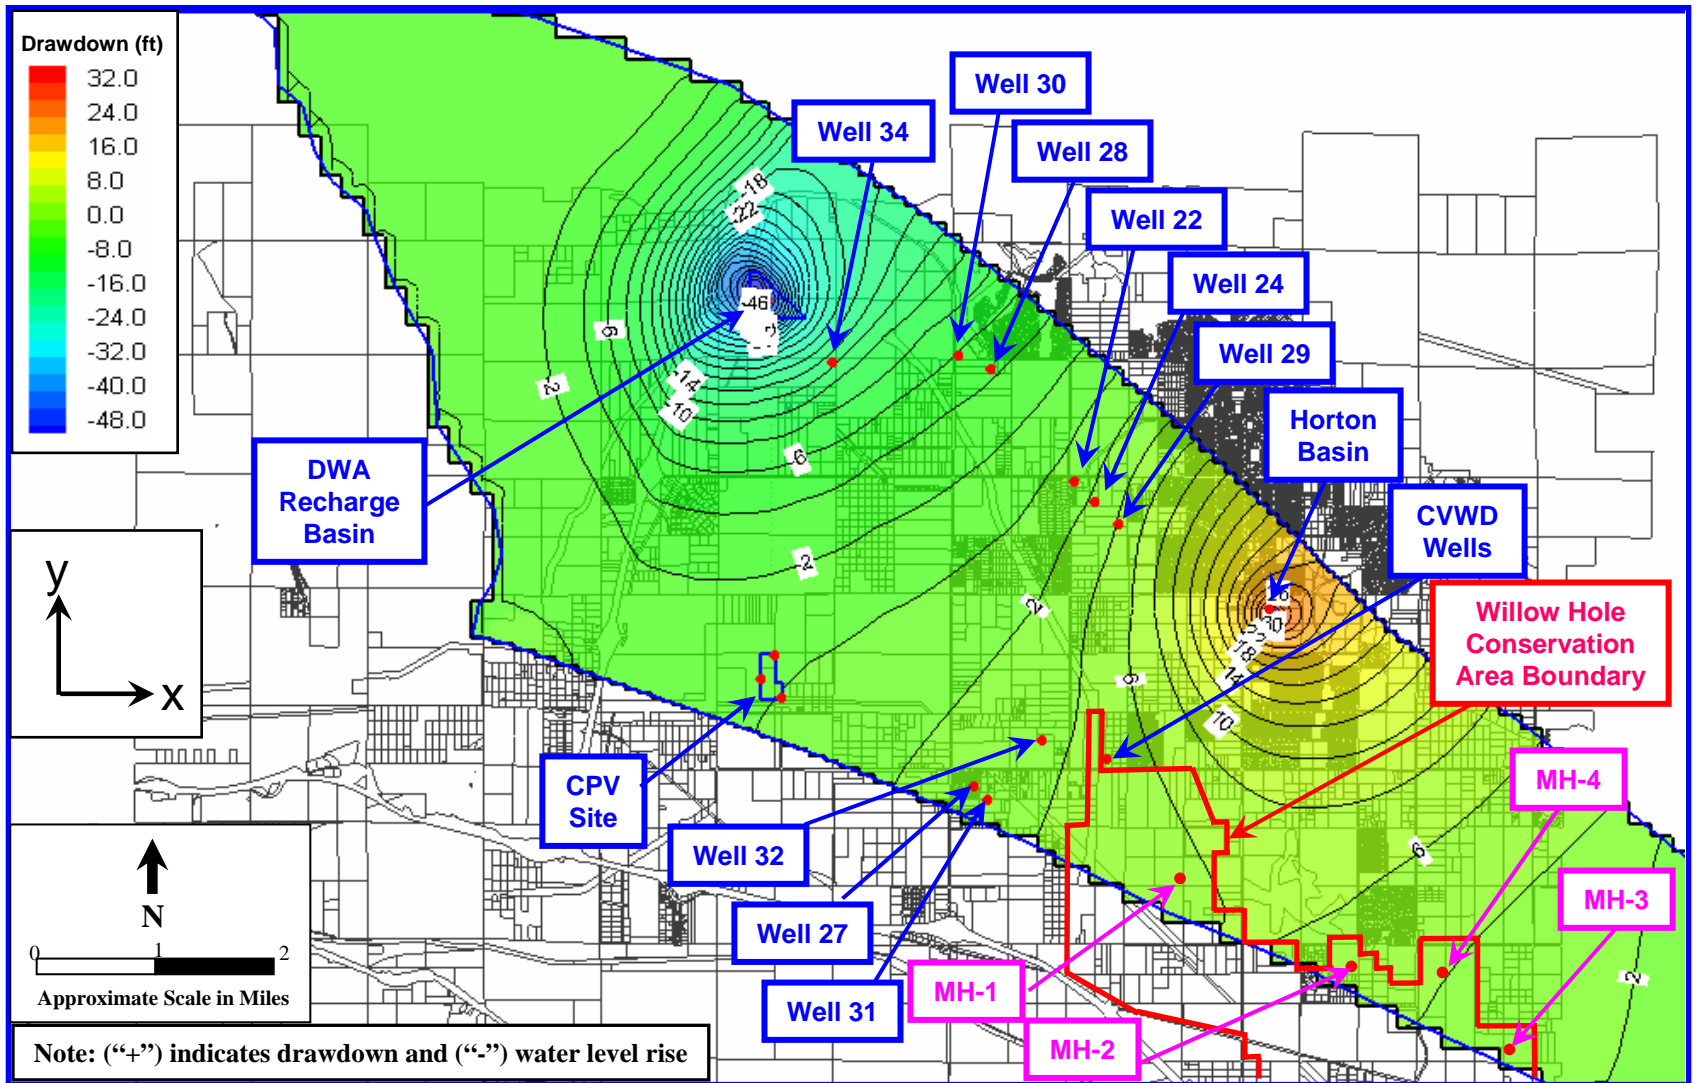 Drawdown (ft)
32.0
24.0
16.0
8.0
0.0
-8.0
-16.0
-24.0
-32.0
-40.0
-48.0
Well 34
Well 30
Well 28
Well 22
Well 24
Well 29
Horton
Basin
CVWD
Wells
Willow Hole
Conservation
Area Boundary
DWA
Recharge
Basin
-18
-22
-46
-14
-10
-6
-2
2
6
30
18
14
10
6
2
y
x
CPV
Site
Well 32
Well 27
Well 31
MH-1
MH-2
MH-4
MH-3
N
0 1 2
Approximate Scale in Miles
Note: (“+”) indicates drawdown and (“-”) water level rise